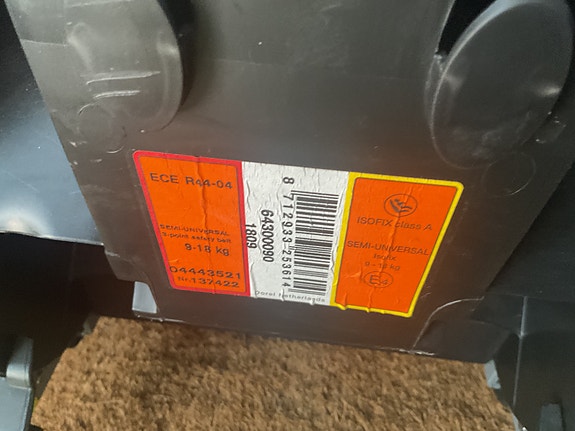 ECE R44-04
SEMI-UNIVERSAL
3-point safety belt
9-18 kg
04443521
Nr.137422
8 712933 253614
64300090
1809
Dorel Netherlands
ISOFIX class A
SEMI-UNIVERSAL
isofix
9-18 kg
E4